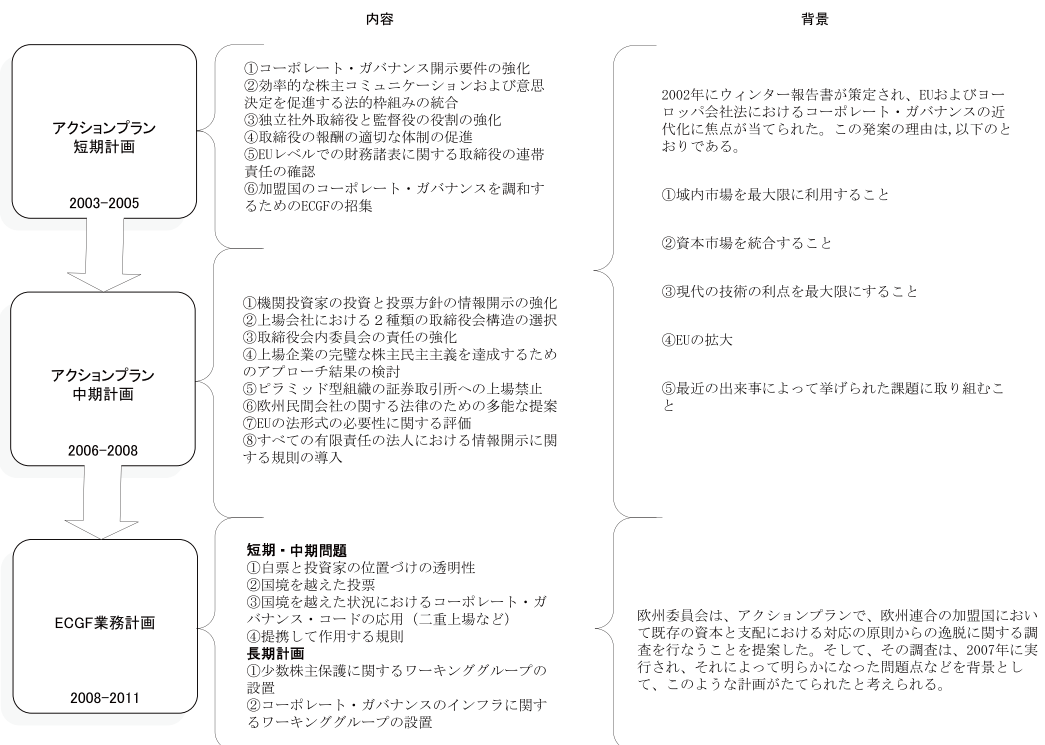 内容
背景
アクションプラン
短期計画
2003-2005
①コーポレート・ガバナンス開示要件の強化
②効率的な株主コミュニケーションおよび意思
決定を促進する法的枠組みの統合
③独立社外取締役と監督役の役割の強化
④取締役の報酬の適切な体制の促進
⑤EUレベルでの財務諸表に関する取締役の連帯
責任の確認
⑥加盟国のコーポレート・ガバナンスを調和す
るためのECGFの招集
2002年にウィンター報告書が策定され、EUおよびヨー
ロッパ会社法におけるコーポレート・ガバナンスの近
代化に焦点が当てられた。この発案の理由は,以下のと
おりである。
①域内市場を最大限に利用すること
②資本市場を統合すること
③現代の技術の利点を最大限にすること
④EUの拡大
⑤最近の出来事によって挙げられた課題に取り組むこ
と
アクションプラン
中期計画
2006-2008
①機関投資家の投資と投票方針の情報開示の強化
②上場会社における２種類の取締役会構造の選択
③取締役会内委員会の責任の強化
④上場企業の完璧な株主民主主義を達成するため
のアプローチ結果の検討
⑤ピラミッド型組織の証券取引所への上場禁止
⑥欧州民間会社の関する法律のための多能な提案
⑦EUの法形式の必要性に関する評価
⑧すべての有限責任の法人における情報開示に関
する規則の導入
ECGF業務計画
2008-2011
短期・中期問題
①白票と投資家の位置づけの透明性
②国境を越えた投票
③国境を越えた状況におけるコーポレート・ガ
バナンス・コードの応用（二重上場など）
④提携して作用する規則
長期計画
①少数株主保護に関するワーキンググループの
設置
②コーポレート・ガバナンスのインフラに関す
るワーキンググループの設置
欧州委員会は、アクションプランで、欧州連合の加盟国におい
て既存の資本と支配における対応の原則からの逸脱に関する調
査を行なうことを提案した。そして、その調査は、2007年に実
行され、それによって明らかになった問題点などを背景とし
て、このような計画がたてられたと考えられる。